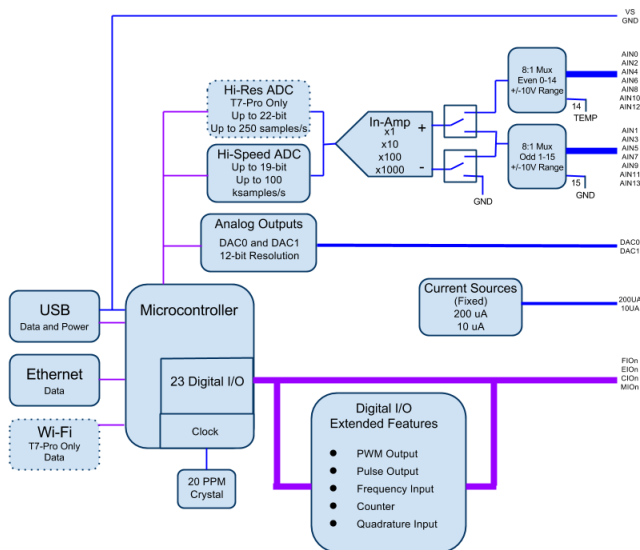 VS
GND
Hi-Res ADC
T7-Pro Only
Up to 22-bit
Up to 250 samples/s
Hi-Speed ADC
Up to 19-bit
Up to 100
ksamples/s
In-Amp
x1
x10
x100
x1000
+
-
GND
8:1 Mux
Even 0-14
+/-10V Range
14
TEMP
8:1 Mux
Odd 1-15
+/-10V Range
15
GND
AIN0
AIN2
AIN4
AIN6
AIN8
AIN10
AIN12
AIN1
AIN3
AIN5
AIN7
AIN9
AIN11
AIN13
Analog Outputs
DAC0 and DAC1
12-bit Resolution
DAC0
DAC1
Current Sources
(Fixed)
200 uA
10 uA
200UA
10UA
USB
Data and Power
Ethernet
Data
Wi-Fi
T7-Pro Only
Data
Microcontroller
23 Digital I/O
Clock
20 PPM
Crystal
FIOn
EIOn
CIOn
MIOn
Digital I/O
Extended Features
● PWM Output
● Pulse Output
● Frequency Input
● Counter
● Quadrature Input